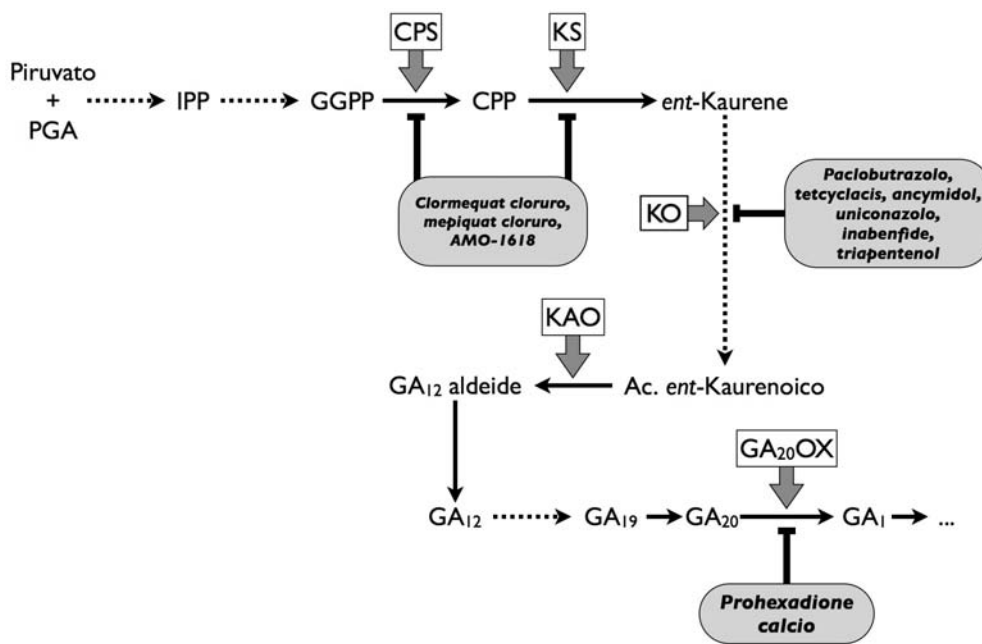 CPS
KS
Piruvato
+
PGA
IPP
GGPP
CPP
ent-Kaurene
Clormequat cloruro,
mepiquat cloruro,
AMO-1618
KO
Paclobutrazolo,
tetcyclacis, ancymidol,
uniconazolo,
inabenfide,
triapentenol
KAO
GA12 aldeide
Ac. ent-Kaurenoico
GA20OX
GA12
GA19
GA20
GA1
...
Prohexadione
calcio